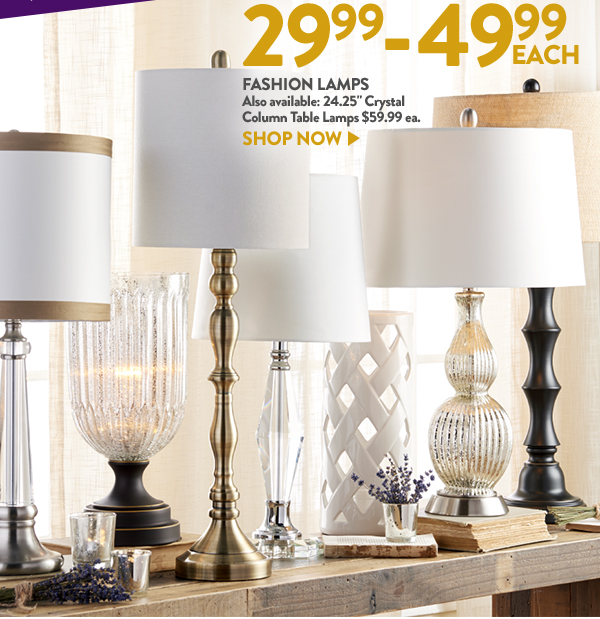 29⁹⁹-49⁹⁹
EACH
FASHION LAMPS
Also available: 24.25" Crystal
Column Table Lamps $59.99 ea.
SHOP NOW ▶